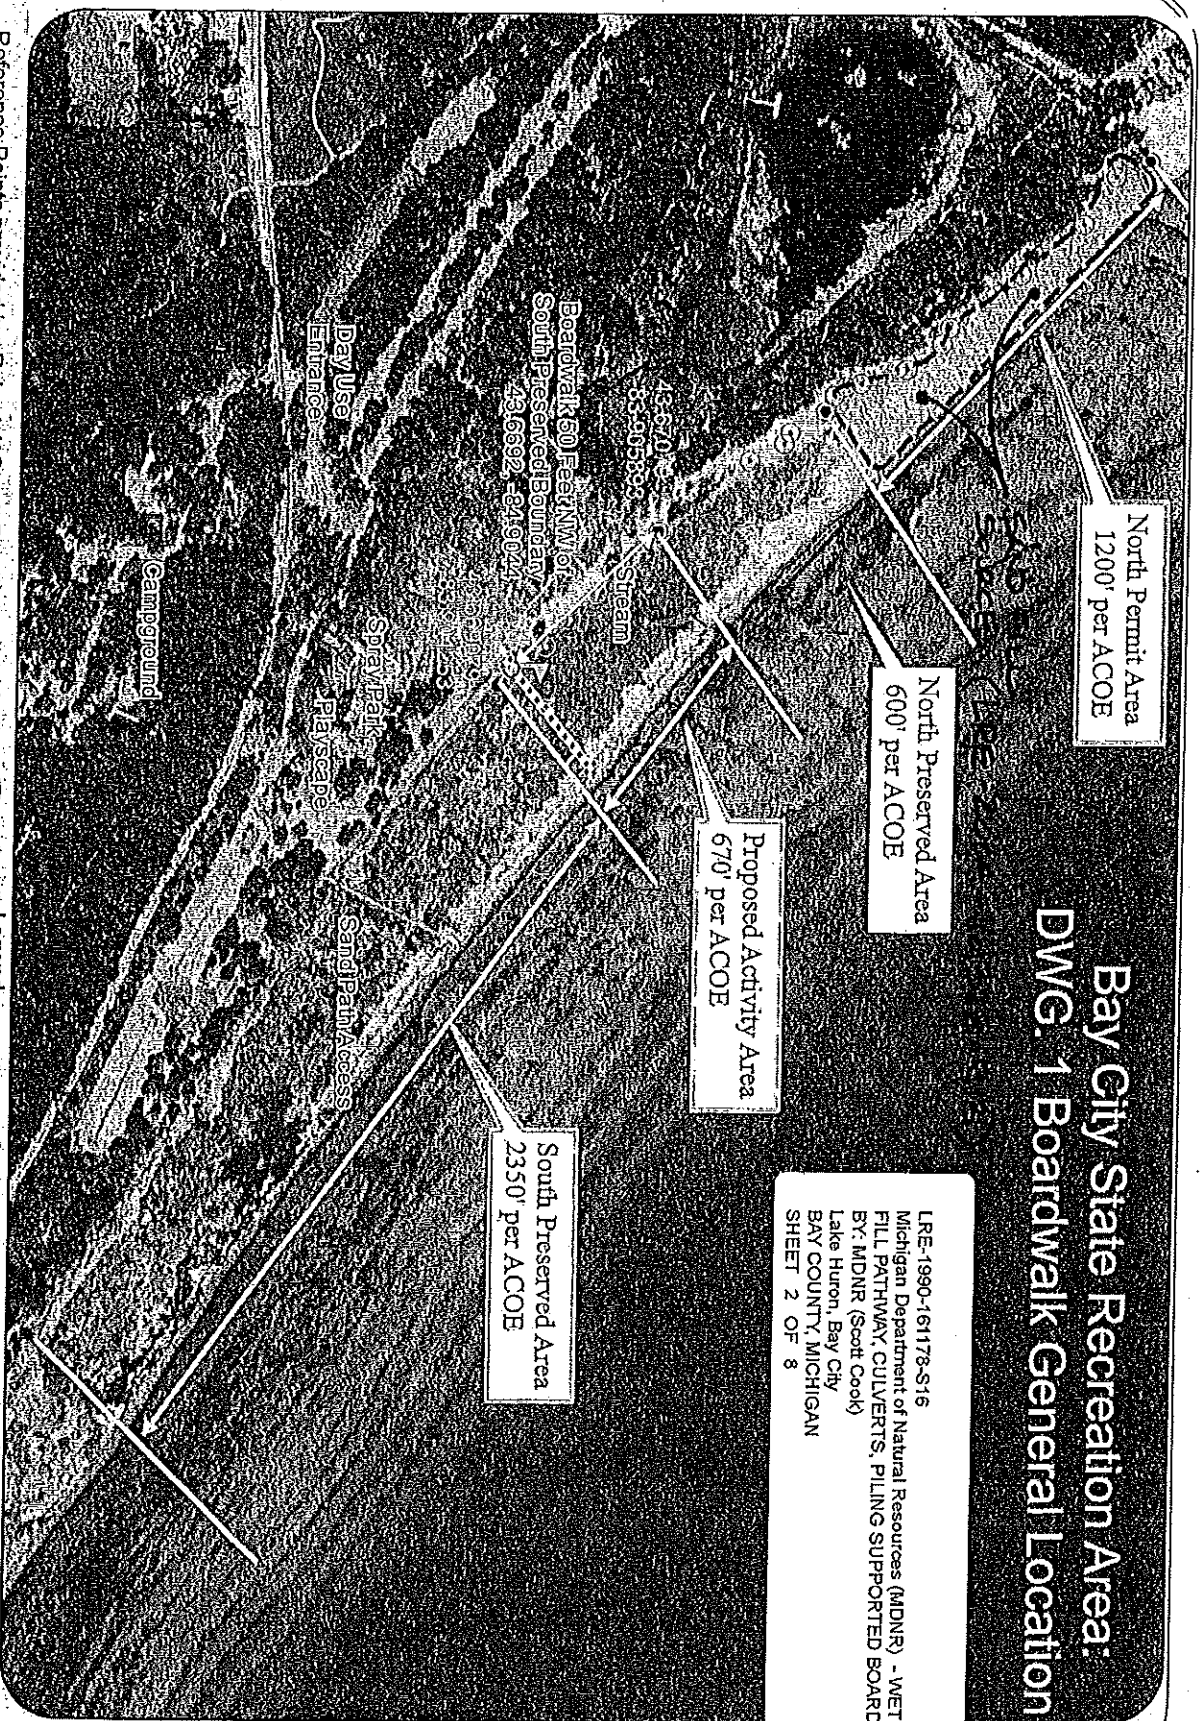 Bay City State Recreation Area:
DWG. 1 Boardwalk General Location
LRE-1990-161178-S16
Michigan Department of Natural Resources (MDNR) - WET
FILL PATHWAY, CULVERTS, PILING SUPPORTED BOARD
BY: MDNR (Scott Cook)
Lake Huron, Bay City
BAY COUNTY, MICHIGAN
SHEET 2 OF 8
North Permit Area
1200' per ACOE
North Preserved Area
600' per ACOE
Proposed Activity Area
670' per ACOE
South Preserved Area
2350' per ACOE
Stream
Boardwalk 50 Feet NW of
South Preserved Boundary
Day Use
Entrance
Spray Park
Playscape
Sand Path Access
Campground